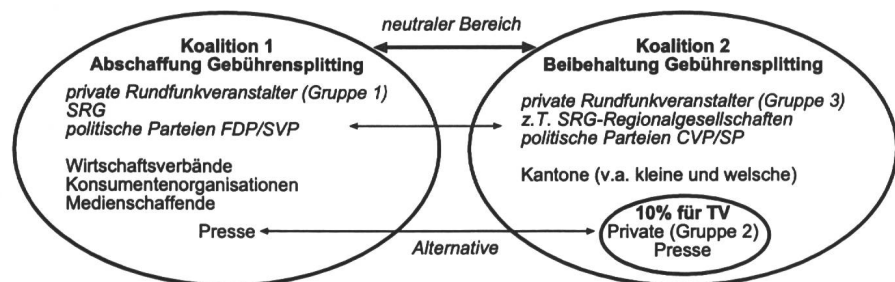 neutraler Bereich
Koalition 1
Abschaffung Gebührensplitting
private Rundfunkveranstalter (Gruppe 1)
SRG
politische Parteien FDP/SVP
Wirtschaftsverbände
Konsumentenorganisationen
Medienschaffende
Presse
Alternative
Koalition 2
Beibehaltung Gebührensplitting
private Rundfunkveranstalter (Gruppe 3)
z.T. SRG-Regionalgesellschaften
politische Parteien CVP/SP
Kantone (v.a. kleine und welsche)
10% für TV
Private (Gruppe 2)
Presse